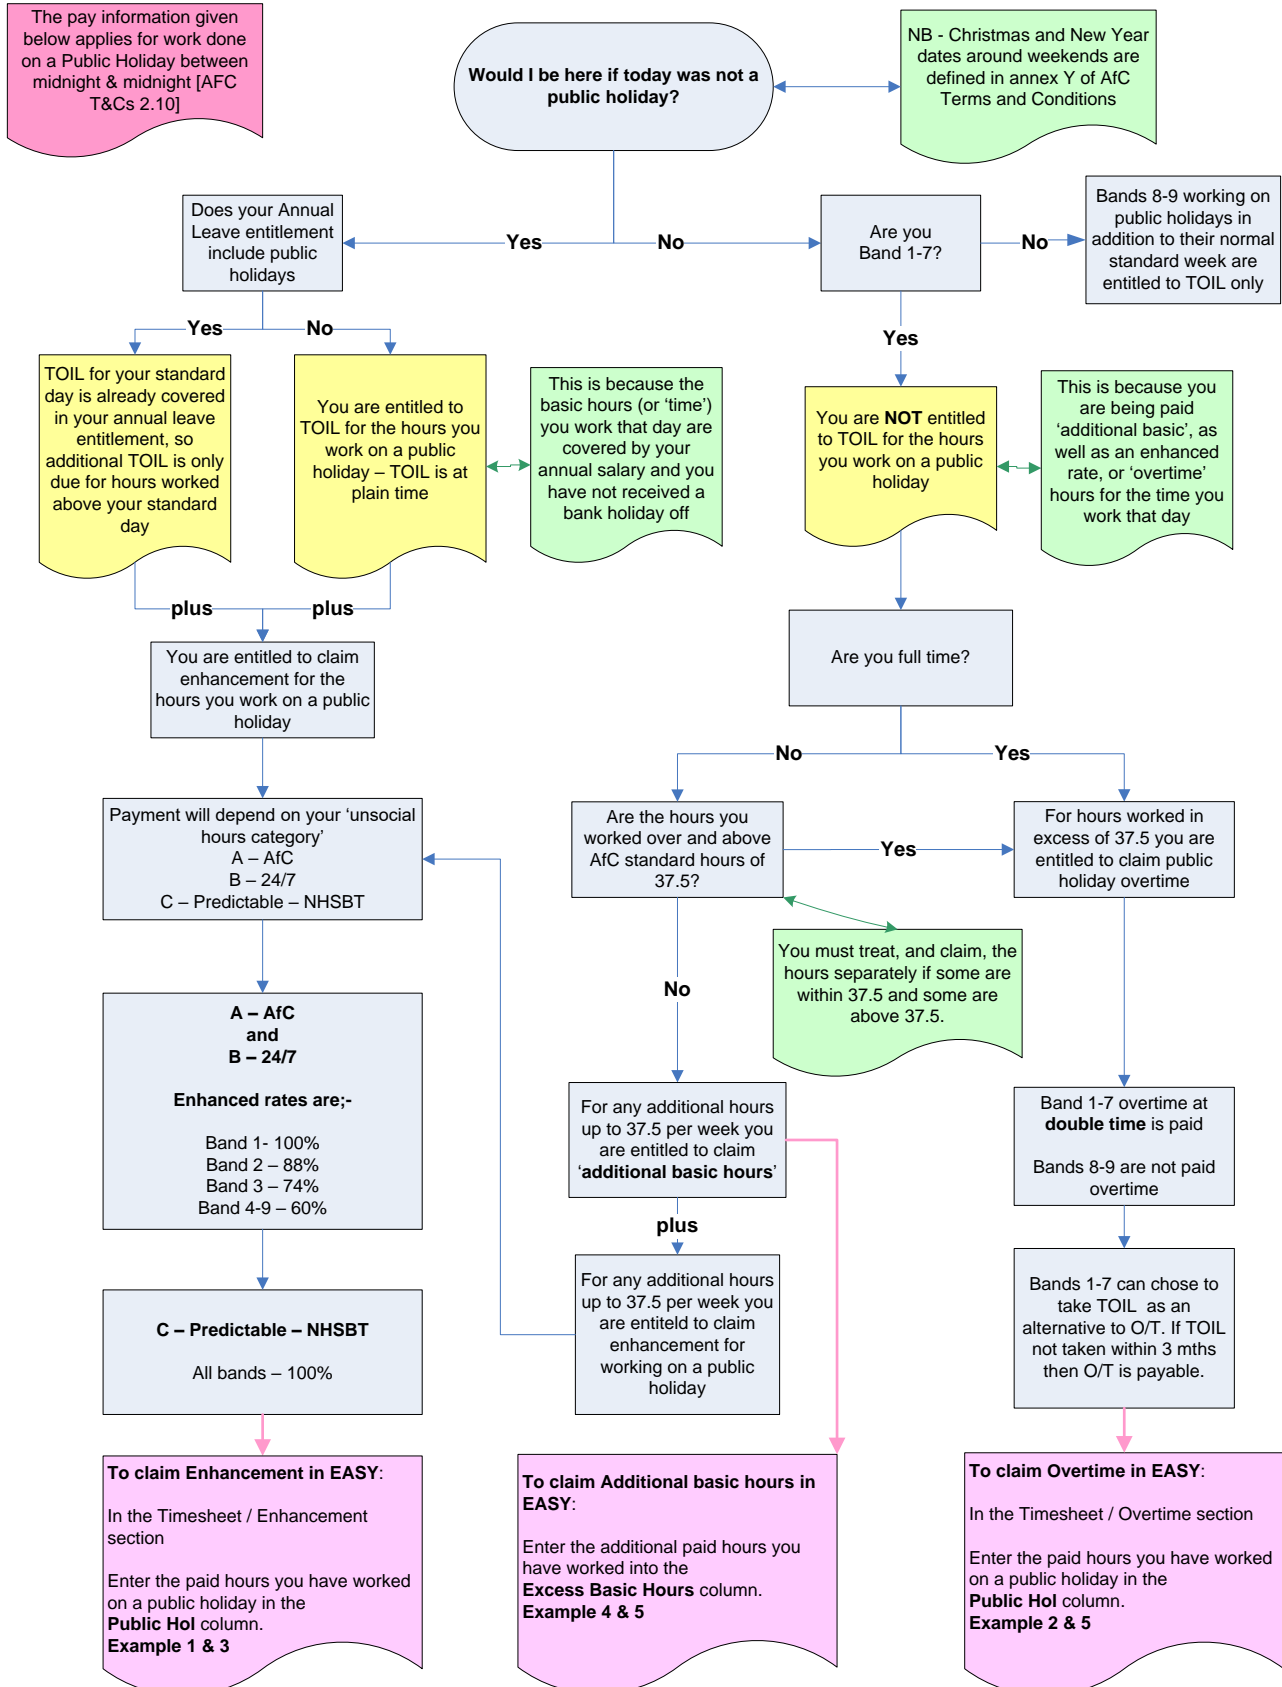 The pay information given
below applies for work done
on a Public Holiday between
midnight & midnight [AFC
T&Cs 2.10]
Would I be here if today was not a
public holiday?
NB - Christmas and New Year
dates around weekends are
defined in annex Y of AfC
Terms and Conditions
Does your Annual
Leave entitlement
include public
holidays
Yes
No
Are you
Band 1-7?
No
Bands 8-9 working on
public holidays in
addition to their normal
standard week are
entitled to TOIL only
Yes
No
Yes
TOIL for your standard
day is already covered
in your annual leave
entitlement, so
additional TOIL is only
due for hours worked
above your standard
day
You are entitled to
TOIL for the hours you
work on a public
holiday – TOIL is at
plain time
This is because the
basic hours (or ‘time’)
you work that day are
covered by your
annual salary and you
have not received a
bank holiday off
You are NOT entitled
to TOIL for the hours
you work on a public
holiday
This is because you
are being paid
‘additional basic’, as
well as an enhanced
rate, or ‘overtime’
hours for the time you
work that day
plus
plus
You are entitled to claim
enhancement for the
hours you work on a public
holiday
Are you full time?
No
Yes
Payment will depend on your ‘unsocial
hours category’
A – AfC
B – 24/7
C – Predictable – NHSBT
Are the hours you
worked over and above
AfC standard hours of
37.5?
Yes
For hours worked in
excess of 37.5 you are
entitled to claim public
holiday overtime
You must treat, and claim, the
hours separately if some are
within 37.5 and some are
above 37.5.
No
A – AfC
and
B – 24/7
Enhanced rates are;-
Band 1- 100%
Band 2 – 88%
Band 3 – 74%
Band 4-9 – 60%
For any additional hours
up to 37.5 per week you
are entitled to claim
‘additional basic hours’
Band 1-7 overtime at
double time is paid
Bands 8-9 are not paid
overtime
plus
For any additional hours
up to 37.5 per week you
are entiteld to claim
enhancement for
working on a public
holiday
Bands 1-7 can chose to
take TOIL as an
alternative to O/T. If TOIL
not taken within 3 mths
then O/T is payable.
C – Predictable – NHSBT
All bands – 100%
To claim Enhancement in EASY:
In the Timesheet / Enhancement
section
Enter the paid hours you have worked
on a public holiday in the
Public Hol column.
Example 1 & 3
To claim Additional basic hours in
EASY:
Enter the additional paid hours you
have worked into the
Excess Basic Hours column.
Example 4 & 5
To claim Overtime in EASY:
In the Timesheet / Overtime section
Enter the paid hours you have worked
on a public holiday in the
Public Hol column.
Example 2 & 5